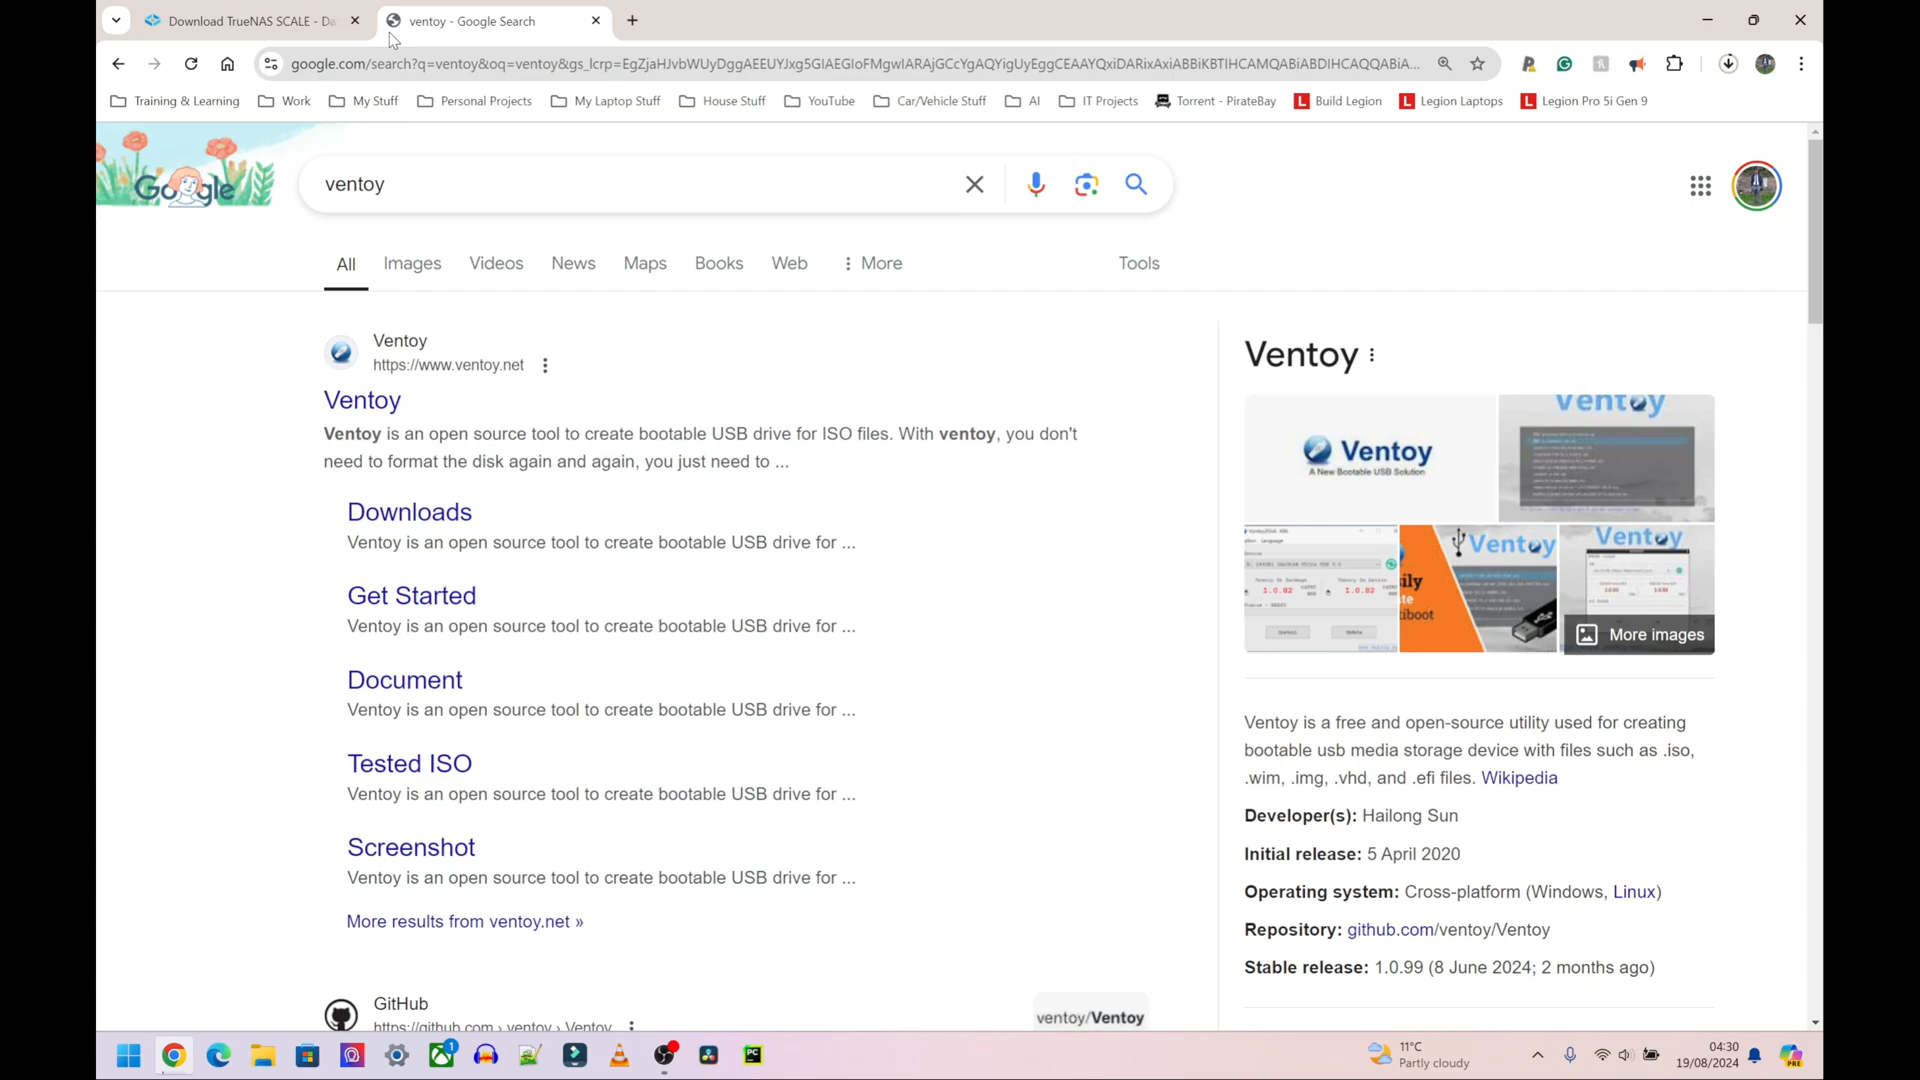 Download TrueNAS SCALE - Da
ventoy - Google Search
google.com/search?q=ventoy&oq=ventoy&gs_lcrp=EgZjaHJvbWUyDggAEEUYJxg5GIAEGIoFMgwIARAjGCcYgAQYigUyEggCEAAYQxiDARixAxiABBiKBTIHCAMQABiABDIHCAQQABiA...
Training & Learning
Work
My Stuff
Personal Projects
My Laptop Stuff
House Stuff
YouTube
Car/Vehicle Stuff
AI
IT Projects
Torrent - PirateBay
Build Legion
Legion Laptops
Legion Pro 5i Gen 9
Google
ventoy
All
Images
Videos
News
Maps
Books
Web
More
Tools
Ventoy
https://www.ventoy.net
Ventoy
Ventoy is an open source tool to create bootable USB drive for ISO files. With ventoy, you don't
need to format the disk again and again, you just need to ...
Downloads
Ventoy is an open source tool to create bootable USB drive for ...
Get Started
Ventoy is an open source tool to create bootable USB drive for ...
Document
Ventoy is an open source tool to create bootable USB drive for ...
Tested ISO
Ventoy is an open source tool to create bootable USB drive for ...
Screenshot
Ventoy is an open source tool to create bootable USB drive for ...
More results from ventoy.net »
GitHub
https://github.com › ventoy › Ventoy
ventoy/Ventoy
Ventoy
Ventoy
A New Bootable USB Solution
Ventoy
1.0.82
1.0.82
Ventoy
Ventoy
More images
Ventoy is a free and open-source utility used for creating
bootable usb media storage device with files such as .iso,
.wim, .img, .vhd, and .efi files. Wikipedia
Developer(s): Hailong Sun
Initial release: 5 April 2020
Operating system: Cross-platform (Windows, Linux)
Repository: github.com/ventoy/Ventoy
Stable release: 1.0.99 (8 June 2024; 2 months ago)
1
PC
11°C
Partly cloudy
04:30
19/08/2024
PRE